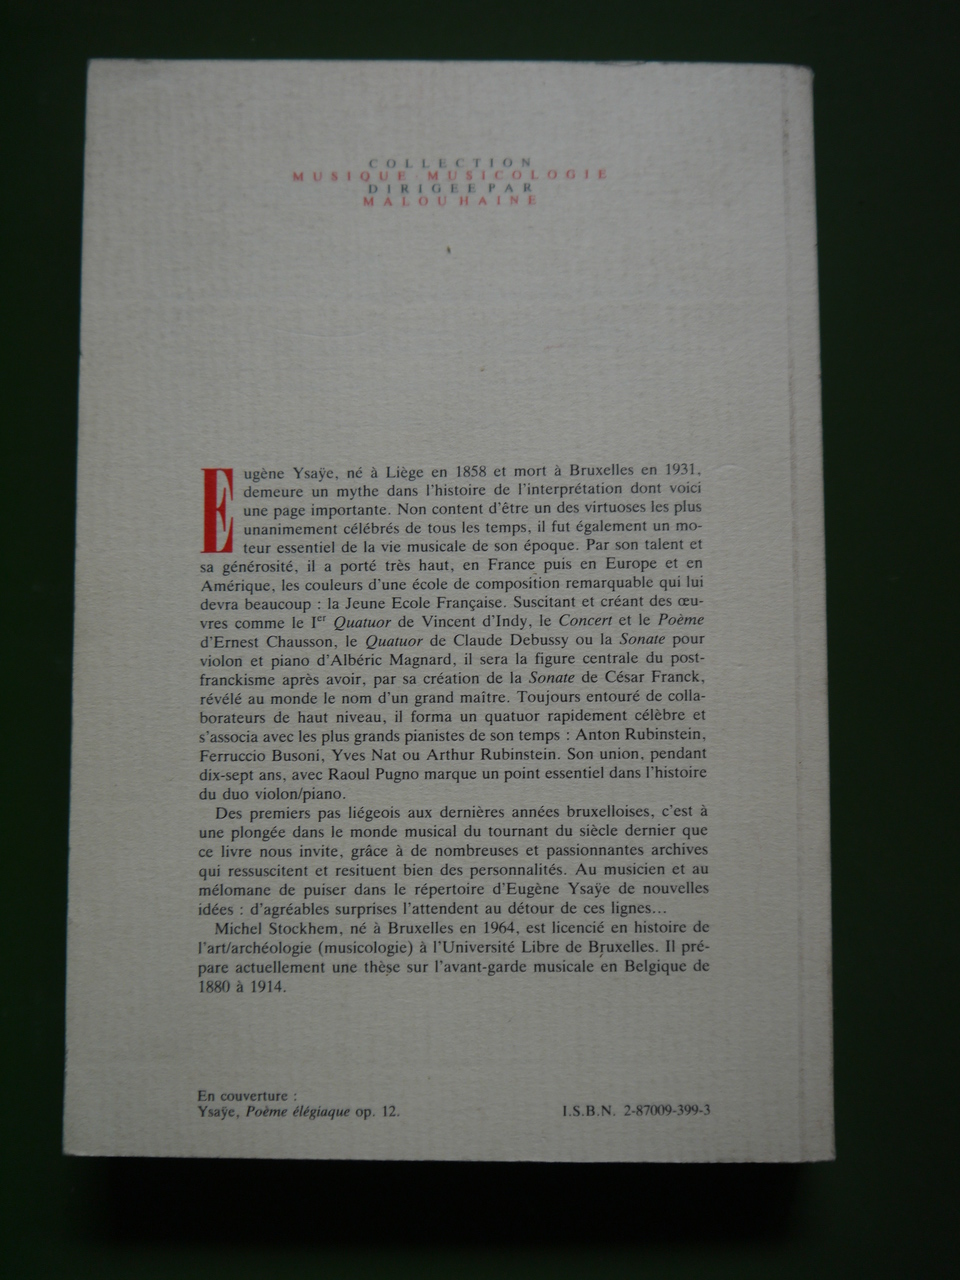 COLLECTION
MUSIQUE MUSICOLOGIE
DIRIGEE PAR
MALOU HAINE
Eugène Ysaÿe, né à Liège en 1858 et mort à Bruxelles en 1931,
demeure un mythe dans l'histoire de l'interprétation dont voici
une page importante. Non content d'être un des virtuoses les plus
unanimement célébrés de tous les temps, il fut également un mo-
teur essentiel de la vie musicale de son époque. Par son talent et
sa générosité, il a porté très haut, en France puis en Europe et en
Amérique, les couleurs d'une école de composition remarquable qui lui
devra beaucoup : la Jeune Ecole Française. Suscitant et créant des œu-
vres comme le Ier Quatuor de Vincent d'Indy, le Concert et le Poème
d'Ernest Chausson, le Quatuor de Claude Debussy ou la Sonate pour
violon et piano d'Albéric Magnard, il sera la figure centrale du post-
franckisme après avoir, par sa création de la Sonate de César Franck,
révélé au monde le nom d'un grand maître. Toujours entouré de colla-
borateurs de haut niveau, il forma un quatuor rapidement célèbre et
s'associa avec les plus grands pianistes de son temps : Anton Rubinstein,
Ferruccio Busoni, Yves Nat ou Arthur Rubinstein. Son union, pendant
dix-sept ans, avec Raoul Pugno marque un point essentiel dans l'histoire
du duo violon/piano.
Des premiers pas liégeois aux dernières années bruxelloises, c'est à
une plongée dans le monde musical du tournant du siècle dernier que
ce livre nous invite, grâce à de nombreuses et passionnantes archives
qui ressuscitent et resituent bien des personnalités. Au musicien et au
mélomane de puiser dans le répertoire d'Eugène Ysaÿe de nouvelles
idées : d'agréables surprises l'attendent au détour de ces lignes...
Michel Stockhem, né à Bruxelles en 1964, est licencié en histoire de
l'art/archéologie (musicologie) à l'Université Libre de Bruxelles. Il pré-
pare actuellement une thèse sur l'avant-garde musicale en Belgique de
1880 à 1914.
En couverture :
Ysaÿe, Poème élégiaque op. 12.
I.S.B.N. 2-87009-399-3